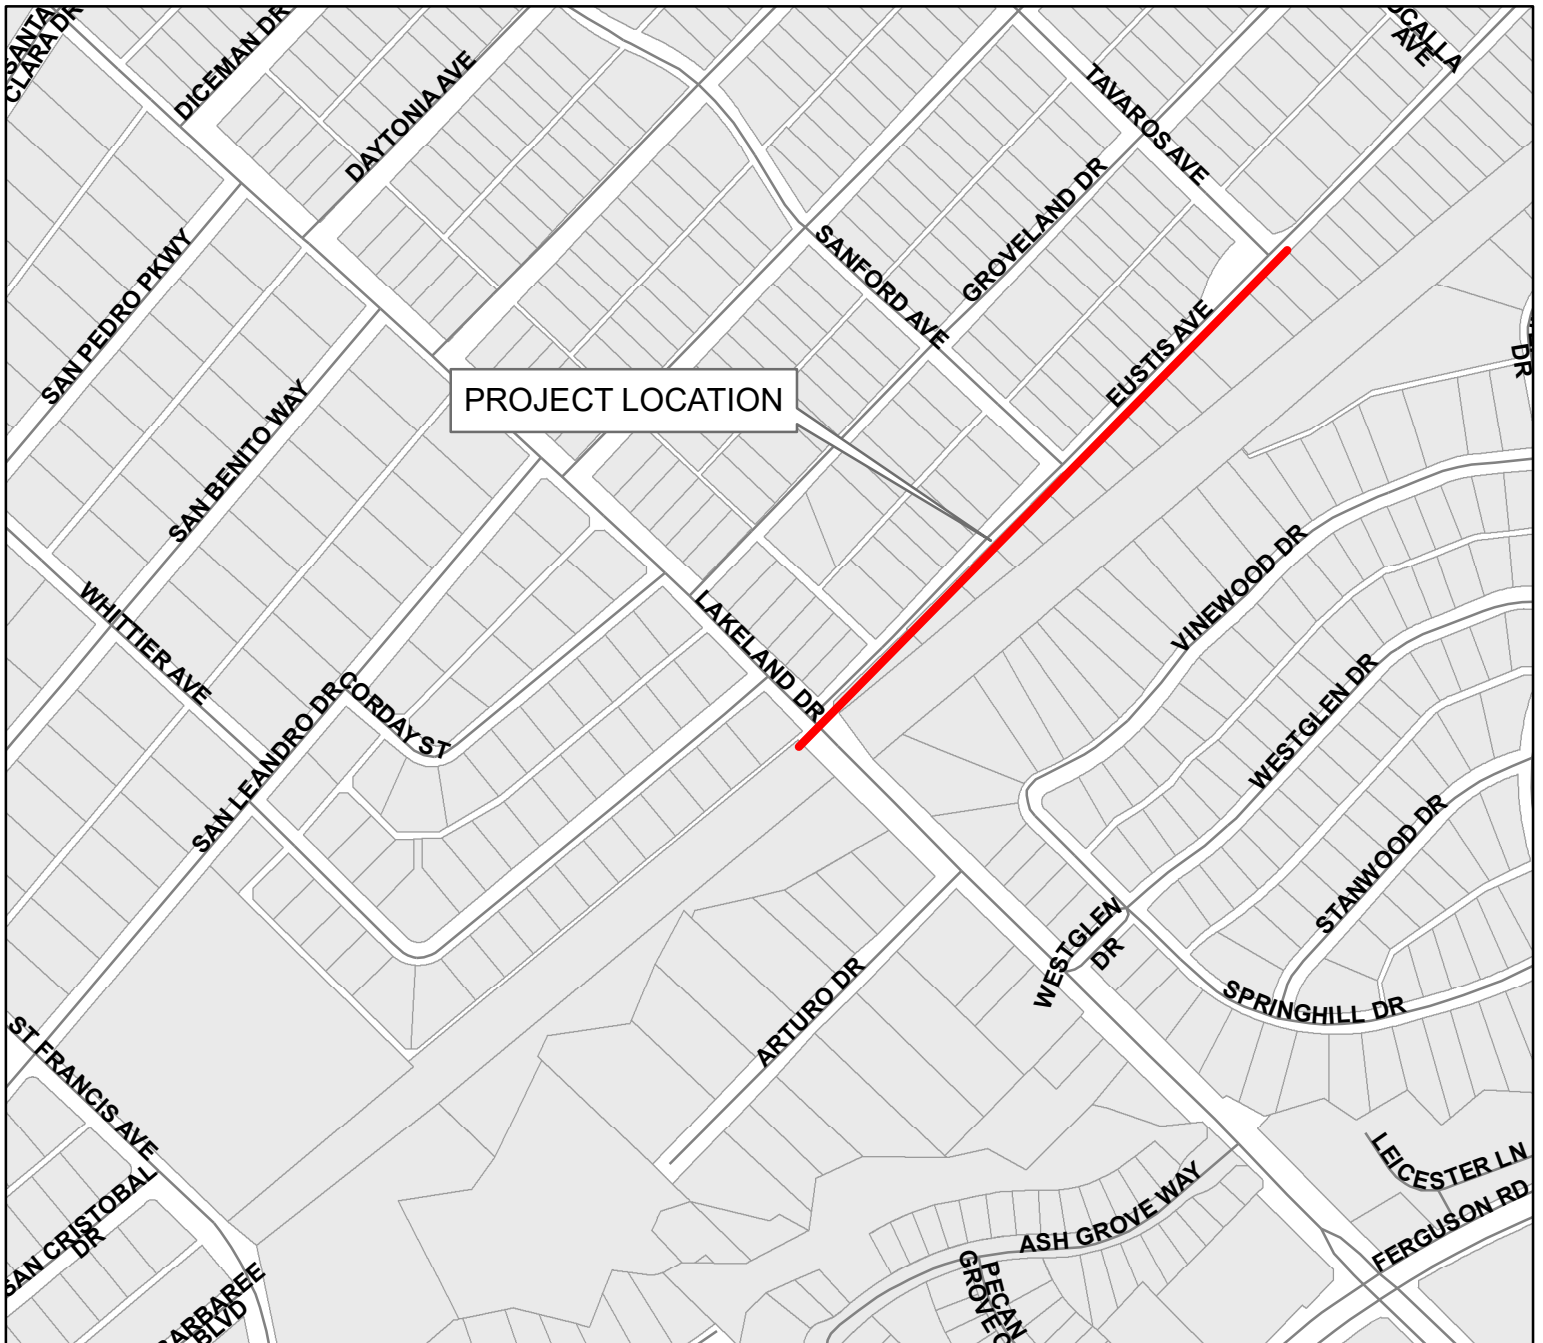 SANTA
CLARA DR
DICEMAN DR
DAYTONIA AVE
TAVAROS AVE
OCALLA
AVE
SAN PEDRO PKWY
SAN BENITO WAY
SANFORD AVE
GROVELAND DR
EUSTIS AVE
DR
PROJECT LOCATION
WHITTIER AVE
SAN LEANDRO DR
CORDAY ST
LAKELAND DR
VINEWOOD DR
WESTGLEN DR
STANWOOD DR
WESTGLEN
DR
ARTURO DR
SPRINGHILL DR
ST FRANCIS AVE
SAN CRISTOBAL
DR
BARBAREE
BLVD
ASH GROVE WAY
PECAN
GROVE
LEICESTER LN
FERGUSON RD